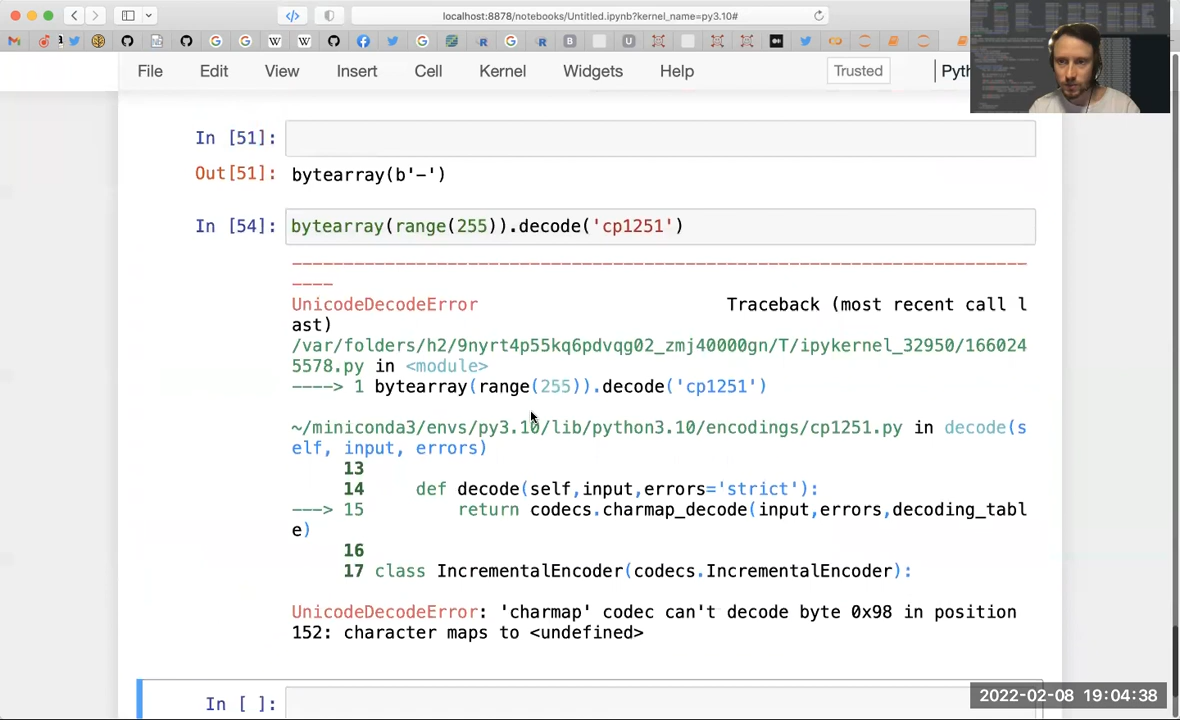 localhost:8878/notebooks/Untitled.ipynb?kernel_name=py3.10#
File Edit View Insert Cell Kernel Widgets Help Trusted Pyth
In [51]:
Out[51]: bytearray(b'-')
In [54]: bytearray(range(255)).decode('cp1251')
---------------------------------------------------------------------------
----
UnicodeDecodeError Traceback (most recent call l
ast)
/var/folders/h2/9nyrt4p55kq6pdvqg02_zmj40000gn/T/ipykernel_32950/166024
5578.py in <module>
----> 1 bytearray(range(255)).decode('cp1251')
~/miniconda3/envs/py3.10/lib/python3.10/encodings/cp1251.py in decode(s
elf, input, errors)
13
14 def decode(self,input,errors='strict'):
---> 15 return codecs.charmap_decode(input,errors,decoding_tabl
e)
16
17 class IncrementalEncoder(codecs.IncrementalEncoder):
UnicodeDecodeError: 'charmap' codec can't decode byte 0x98 in position
152: character maps to <undefined>
In [ ]:
2022-02-08 19:04:38